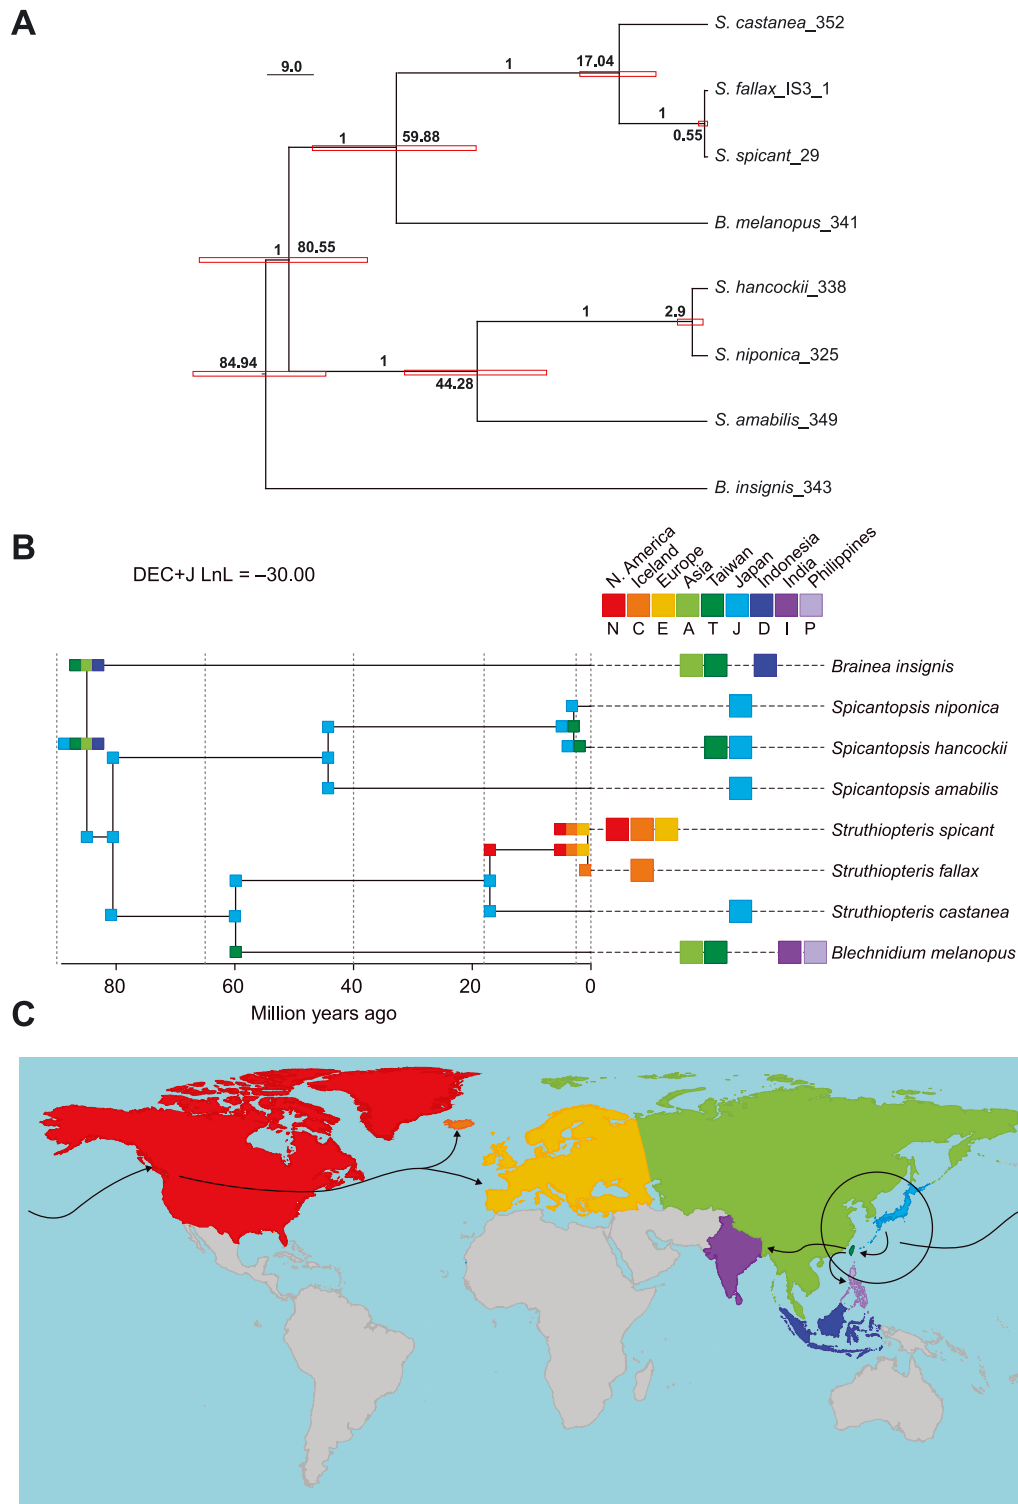 A
S. castanea_352
9.0
1
17.04
S. fallax_IS3_1
1
0.55
1
59.88
S. spicant_29
B. melanopus_341
1
80.55
S. hancockii_338
1
2.9
S. niponica_325
84.94
1
44.28
S. amabilis_349
B. insignis_343
B
DEC+J LnL = –30.00
N. America
Iceland
Europe
Asia
Taiwan
Japan
Indonesia
India
Philippines
N C E A T J D I P
Brainea insignis
Spicantopsis niponica
Spicantopsis hancockii
Spicantopsis amabilis
Struthiopteris spicant
Struthiopteris fallax
Struthiopteris castanea
Blechnidium melanopus
80 60 40 20 0
Million years ago
C